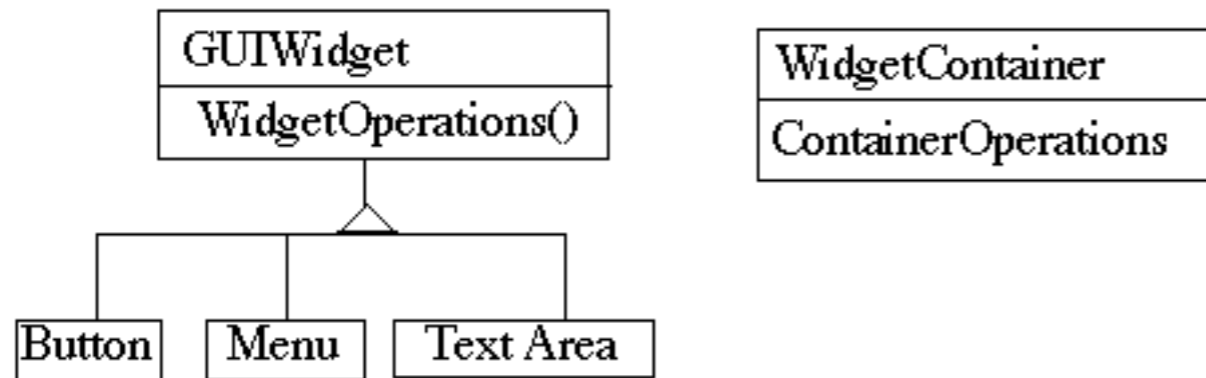 GUIWidget
WidgetOperations()
WidgetContainer
ContainerOperations
Button
Menu
Text Area